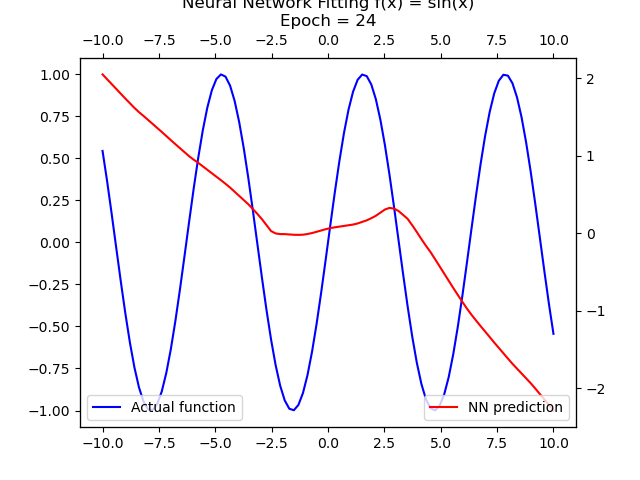 Neural Network Fitting f(x) = sin(x)
Epoch = 24
−10.0 −7.5 −5.0 −2.5 0.0 2.5 5.0 7.5 10.0
1.00
0.75
0.50
0.25
0.00
−0.25
−0.50
−0.75
−1.00
2
1
0
−1
−2
Actual function
NN prediction
−10.0 −7.5 −5.0 −2.5 0.0 2.5 5.0 7.5 10.0